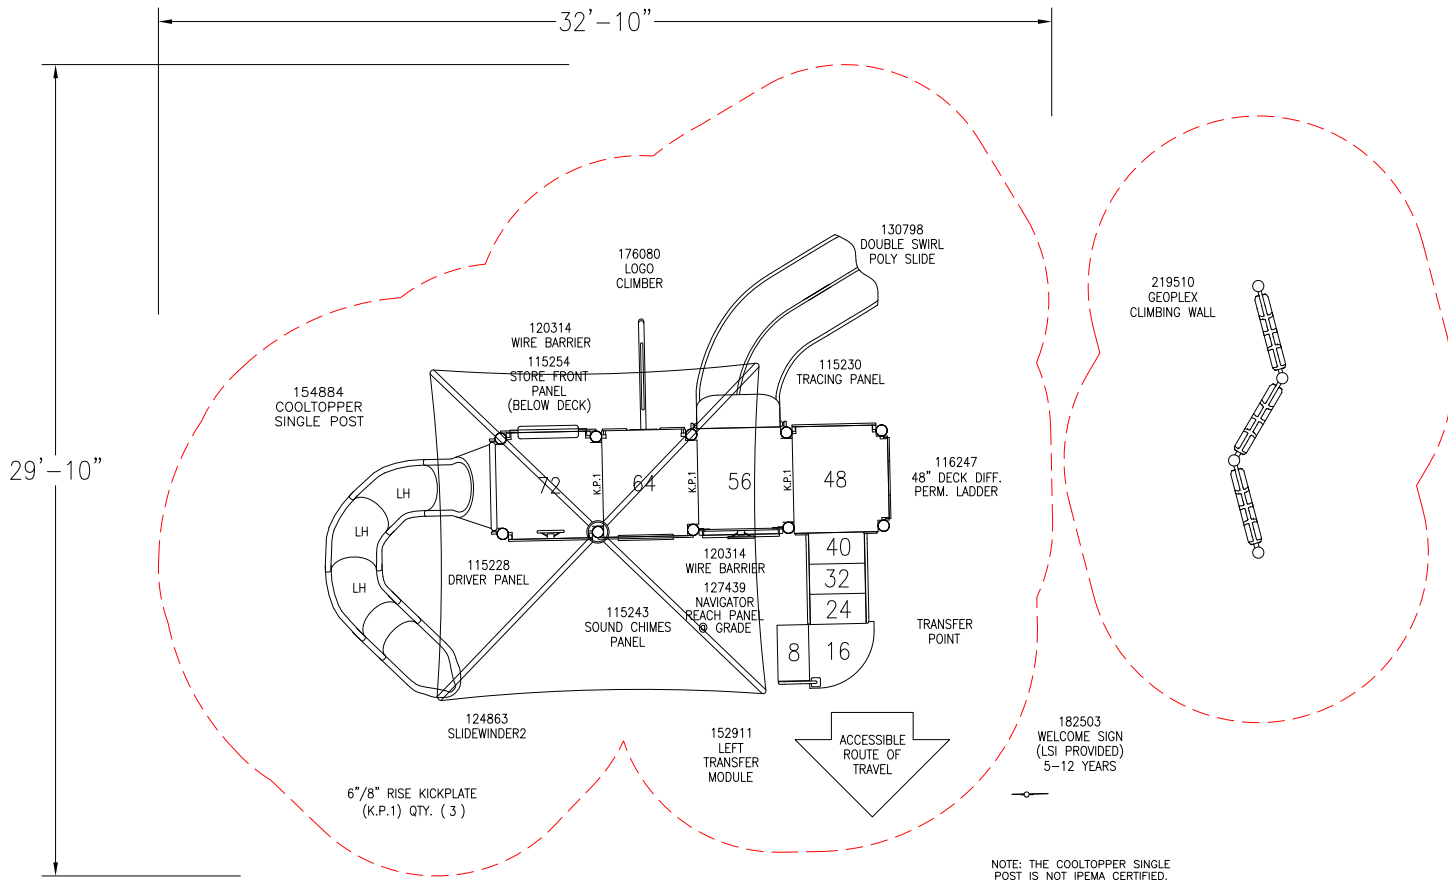 32'-10"
130798
DOUBLE SWIRL
POLY SLIDE
176080
LOGO
CLIMBER
219510
GEOPLEX
CLIMBING WALL
120314
WIRE BARRIER
115254
STORE FRONT
PANEL
(BELOW DECK)
115230
TRACING PANEL
154884
COOLTOPPER
SINGLE POST
29'-10"
116247
48" DECK DIFF.
PERM. LADDER
72
K.P.1
64
K.P.1
56
K.P.1
48
LH
LH
LH
40
32
24
16
8
115228
DRIVER PANEL
120314
WIRE BARRIER
127439
NAVIGATOR
REACH PANEL
@ GRADE
115243
SOUND CHIMES
PANEL
TRANSFER
POINT
124863
SLIDEWINDER2
152911
LEFT
TRANSFER
MODULE
ACCESSIBLE
ROUTE OF
TRAVEL
182503
WELCOME SIGN
(LSI PROVIDED)
5-12 YEARS
6"/8" RISE KICKPLATE
(K.P.1) QTY. ( 3 )
NOTE: THE COOLTOPPER SINGLE
POST IS NOT IPEMA CERTIFIED.